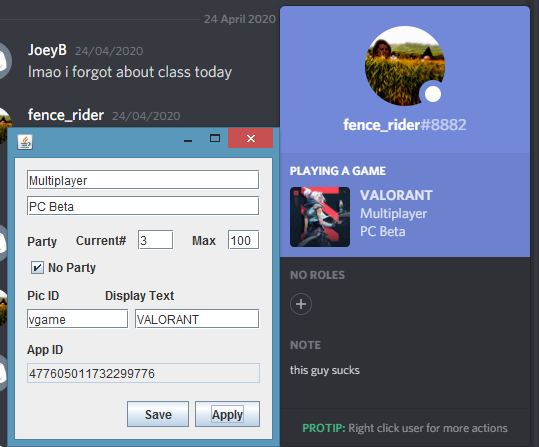 24 April 2020
JoeyB 24/04/2020
lmao i forgot about class today
fence_rider 24/04/2020
Multiplayer
PC Beta
Party Current# 3 Max 100
No Party
Pic ID Display Text
vgame VALORANT
App ID
477605011732299776
Save Apply
fence_rider#8882
PLAYING A GAME
VALORANT
Multiplayer
PC Beta
NO ROLES
NOTE
this guy sucks
PROTIP: Right click user for more actions